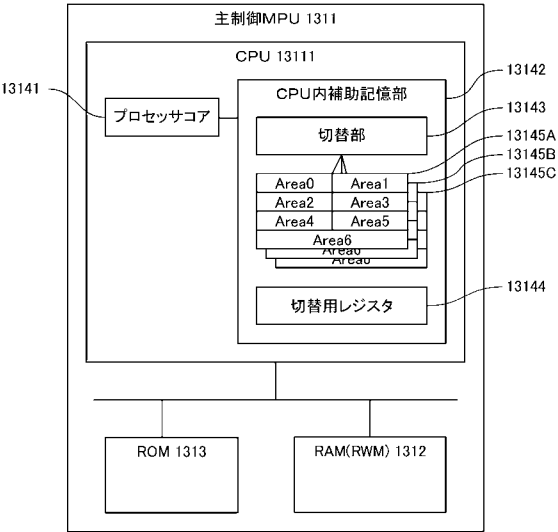 主制御MPU 1311
CPU 13111
13141
プロセッサコア
CPU内補助記憶部
13142
切替部
13143
13145A
13145B
13145C
Area0 Area1
Area2 Area3
Area4 Area5
Area6
Area6
Area6
切替用レジスタ
13144
ROM 1313
RAM(RWM) 1312